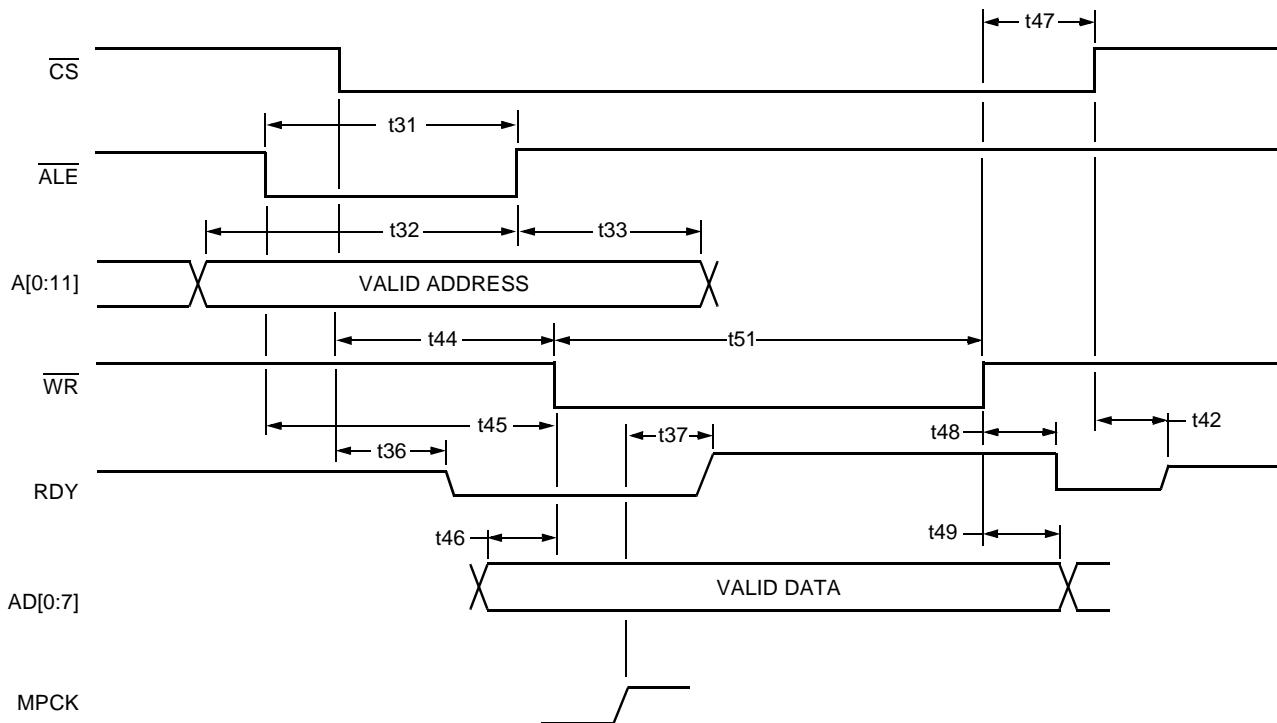 t47
CS
t31
ALE
t32
t33
A[0:11]
VALID ADDRESS
t44
t51
WR
t45
t37
t48
t42
t36
RDY
t46
t49
VALID DATA
AD[0:7]
MPCK